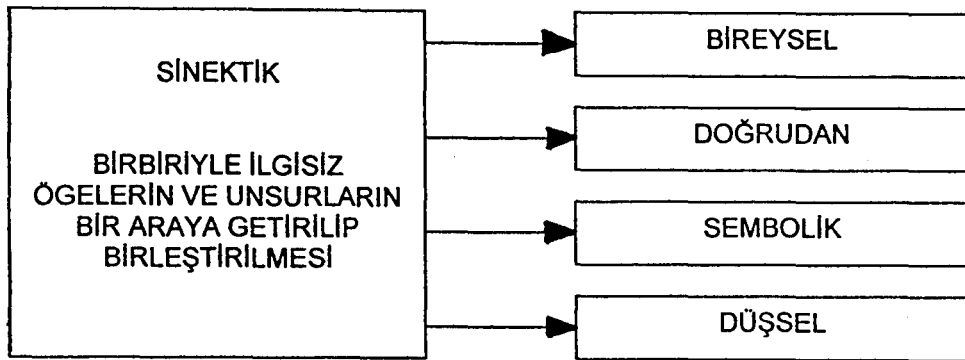 SİNEKTİK
BİRBİRİYLE İLGİSİZ
ÖGELERİN VE UNSURLARIN
BİR ARAYA GETİRİLİP
BİRLEŞTİRİLMESİ
BİREYSEL
DOĞRUDAN
SEMBOLİK
DÜŞSEL